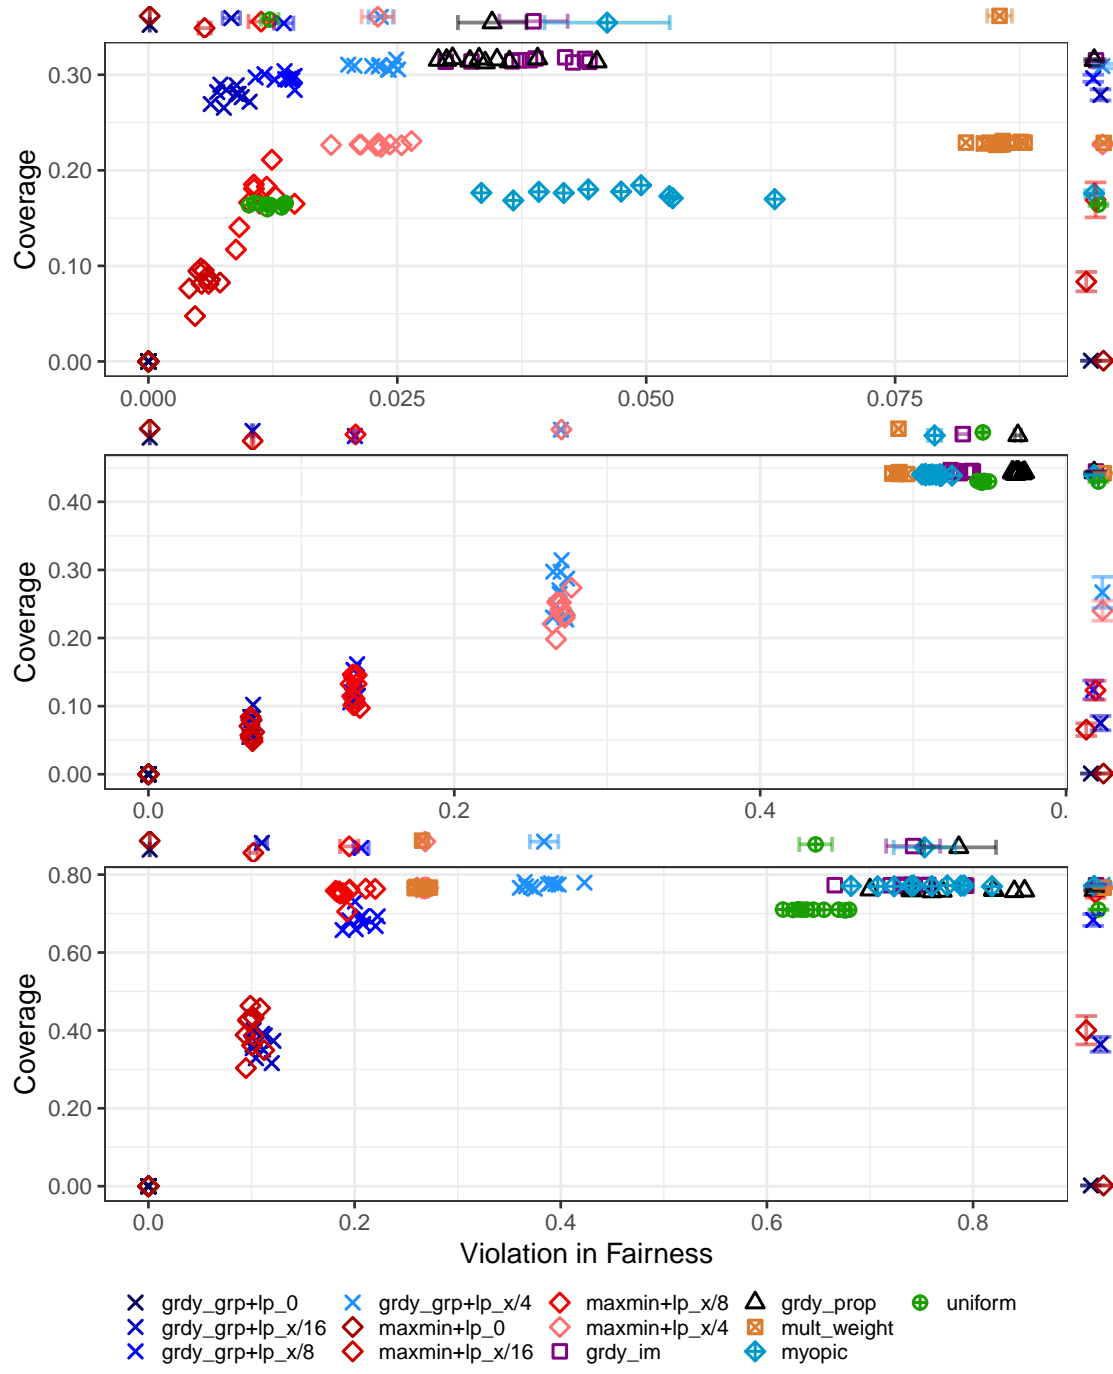 0.30
0.20
0.10
0.00
Coverage
0.000 0.025 0.050 0.075
0.40
0.30
0.20
0.10
0.00
Coverage
0.0 0.2 0.4 0.
0.80
0.60
0.40
0.20
0.00
Coverage
0.0 0.2 0.4 0.6 0.8
Violation in Fairness
grdy_grp+lp_0 grdy_grp+lp_x/4 maxmin+lp_x/8 grdy_prop uniform
grdy_grp+lp_x/16 maxmin+lp_0 maxmin+lp_x/4 mult_weight
grdy_grp+lp_x/8 maxmin+lp_x/16 grdy_im myopic